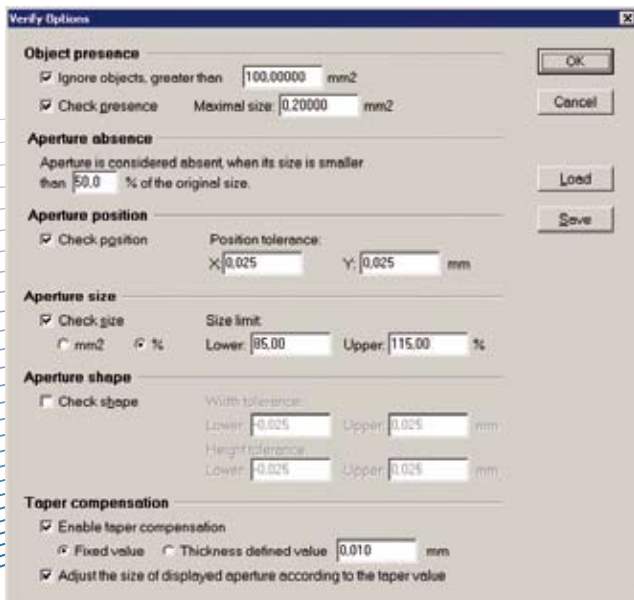 Verify Options
Object presence
Ignore objects, greater than 100,00000 mm2
OK
Check presence Maximal size: 0,20000 mm2
Cancel
Aperture absence
Aperture is considered absent, when its size is smaller
than 50,0 % of the original size.
Load
Aperture position
Save
Check position Position tolerance:
X: 0,025 Y: 0,025 mm
Aperture size
Check size Size limit:
mm2 % Lower: 85,00 Upper: 115,00 %
Aperture shape
Check shape Width tolerance:
Lower: -0,025 Upper: 0,025 mm
Height tolerance:
Lower: -0,025 Upper: 0,025 mm
Taper compensation
Enable taper compensation
Fixed value Thickness defined value 0,010 mm
Adjust the size of displayed aperture according to the taper value